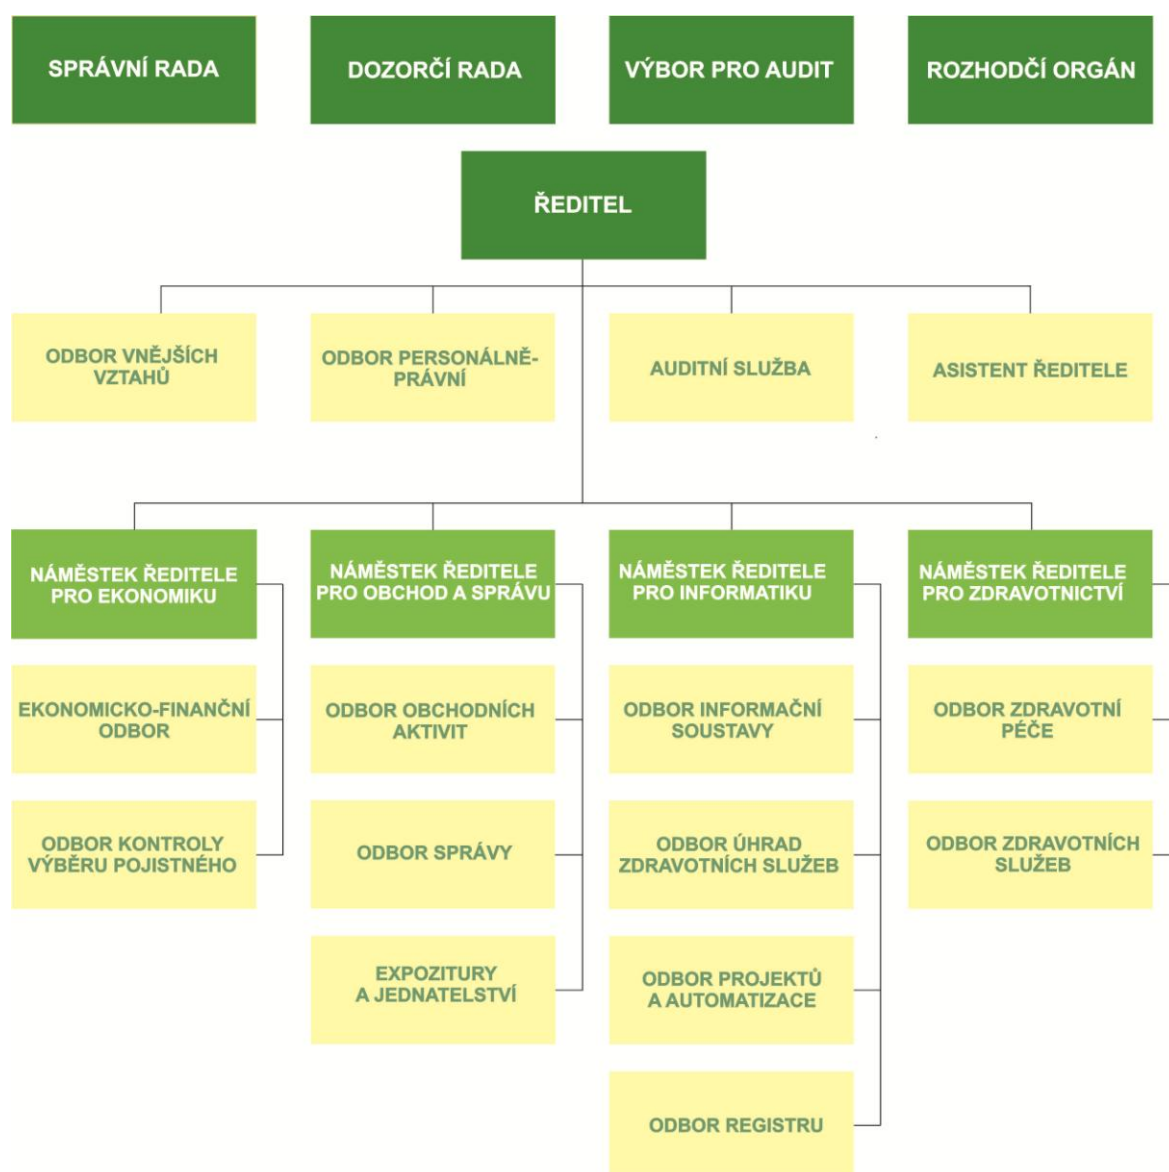 SPRÁVNÍ RADA
DOZORČÍ RADA
VÝBOR PRO AUDIT
ROZHODČÍ ORGÁN
ŘEDITEL
ODBOR VNĚJŠÍCH
VZTAHŮ
ODBOR PERSONÁLNĚ-
PRÁVNÍ
AUDITNÍ SLUŽBA
ASISTENT ŘEDITELE
NÁMĚSTEK ŘEDITELE
PRO EKONOMIKU
NÁMĚSTEK ŘEDITELE
PRO OBCHOD A SPRÁVU
NÁMĚSTEK ŘEDITELE
PRO INFORMATIKU
NÁMĚSTEK ŘEDITELE
PRO ZDRAVOTNICTVÍ
EKONOMICKO-FINANČNÍ
ODBOR
ODBOR OBCHODNÍCH
AKTIVIT
ODBOR INFORMAČNÍ
SOUSTAVY
ODBOR ZDRAVOTNÍ
PÉČE
ODBOR KONTROLY
VÝBĚRU POJISTNÉHO
ODBOR SPRÁVY
ODBOR ÚHRAD
ZDRAVOTNÍCH SLUŽEB
ODBOR ZDRAVOTNÍCH
SLUŽEB
EXPOZITURY
A JEDNATELSTVÍ
ODBOR PROJEKTŮ
A AUTOMATIZACE
ODBOR REGISTRU